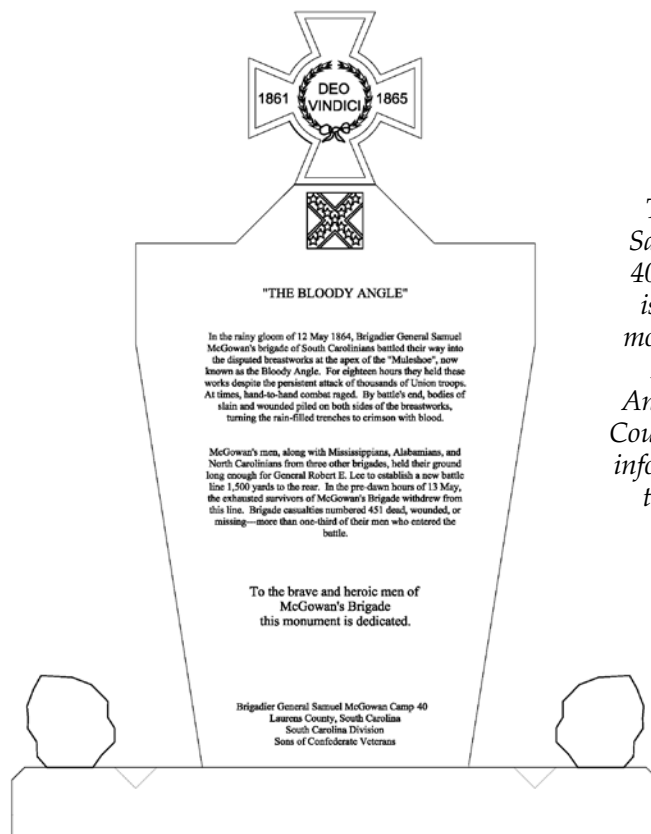 DEO
1861 VINDICI 1865
"THE BLOODY ANGLE"
In the rainy gloom of 12 May 1864, Brigadier General Samuel
McGowan's brigade of South Carolinians battled their way into
the disputed breastworks at the apex of the "Muleshoe", now
known as the Bloody Angle. For eighteen hours they held these
works despite the persistent attack of thousands of Union troops.
At times, hand-to-hand combat raged. By battle's end, bodies of
slain and wounded piled on both sides of the breastworks,
turning the rain-filled trenches to crimson with blood.
McGowan's men, along with Mississippians, Alabamians, and
North Carolinians from three other brigades, held their ground
long enough for General Robert E. Lee to establish a new battle
line 1,500 yards to the rear. In the pre-dawn hours of 13 May,
the exhausted survivors of McGowan's Brigade withdrew from
this line. Brigade casualties numbered 451 dead, wounded, or
missing—more than one-third of their men who entered the
battle.
To the brave and heroic men of
McGowan's Brigade
this monument is dedicated.
Brigadier General Samuel McGowan Camp 40
Laurens County, South Carolina
South Carolina Division
Sons of Confederate Veterans
T
Sa
40
is
mo
An
Cou
info
t